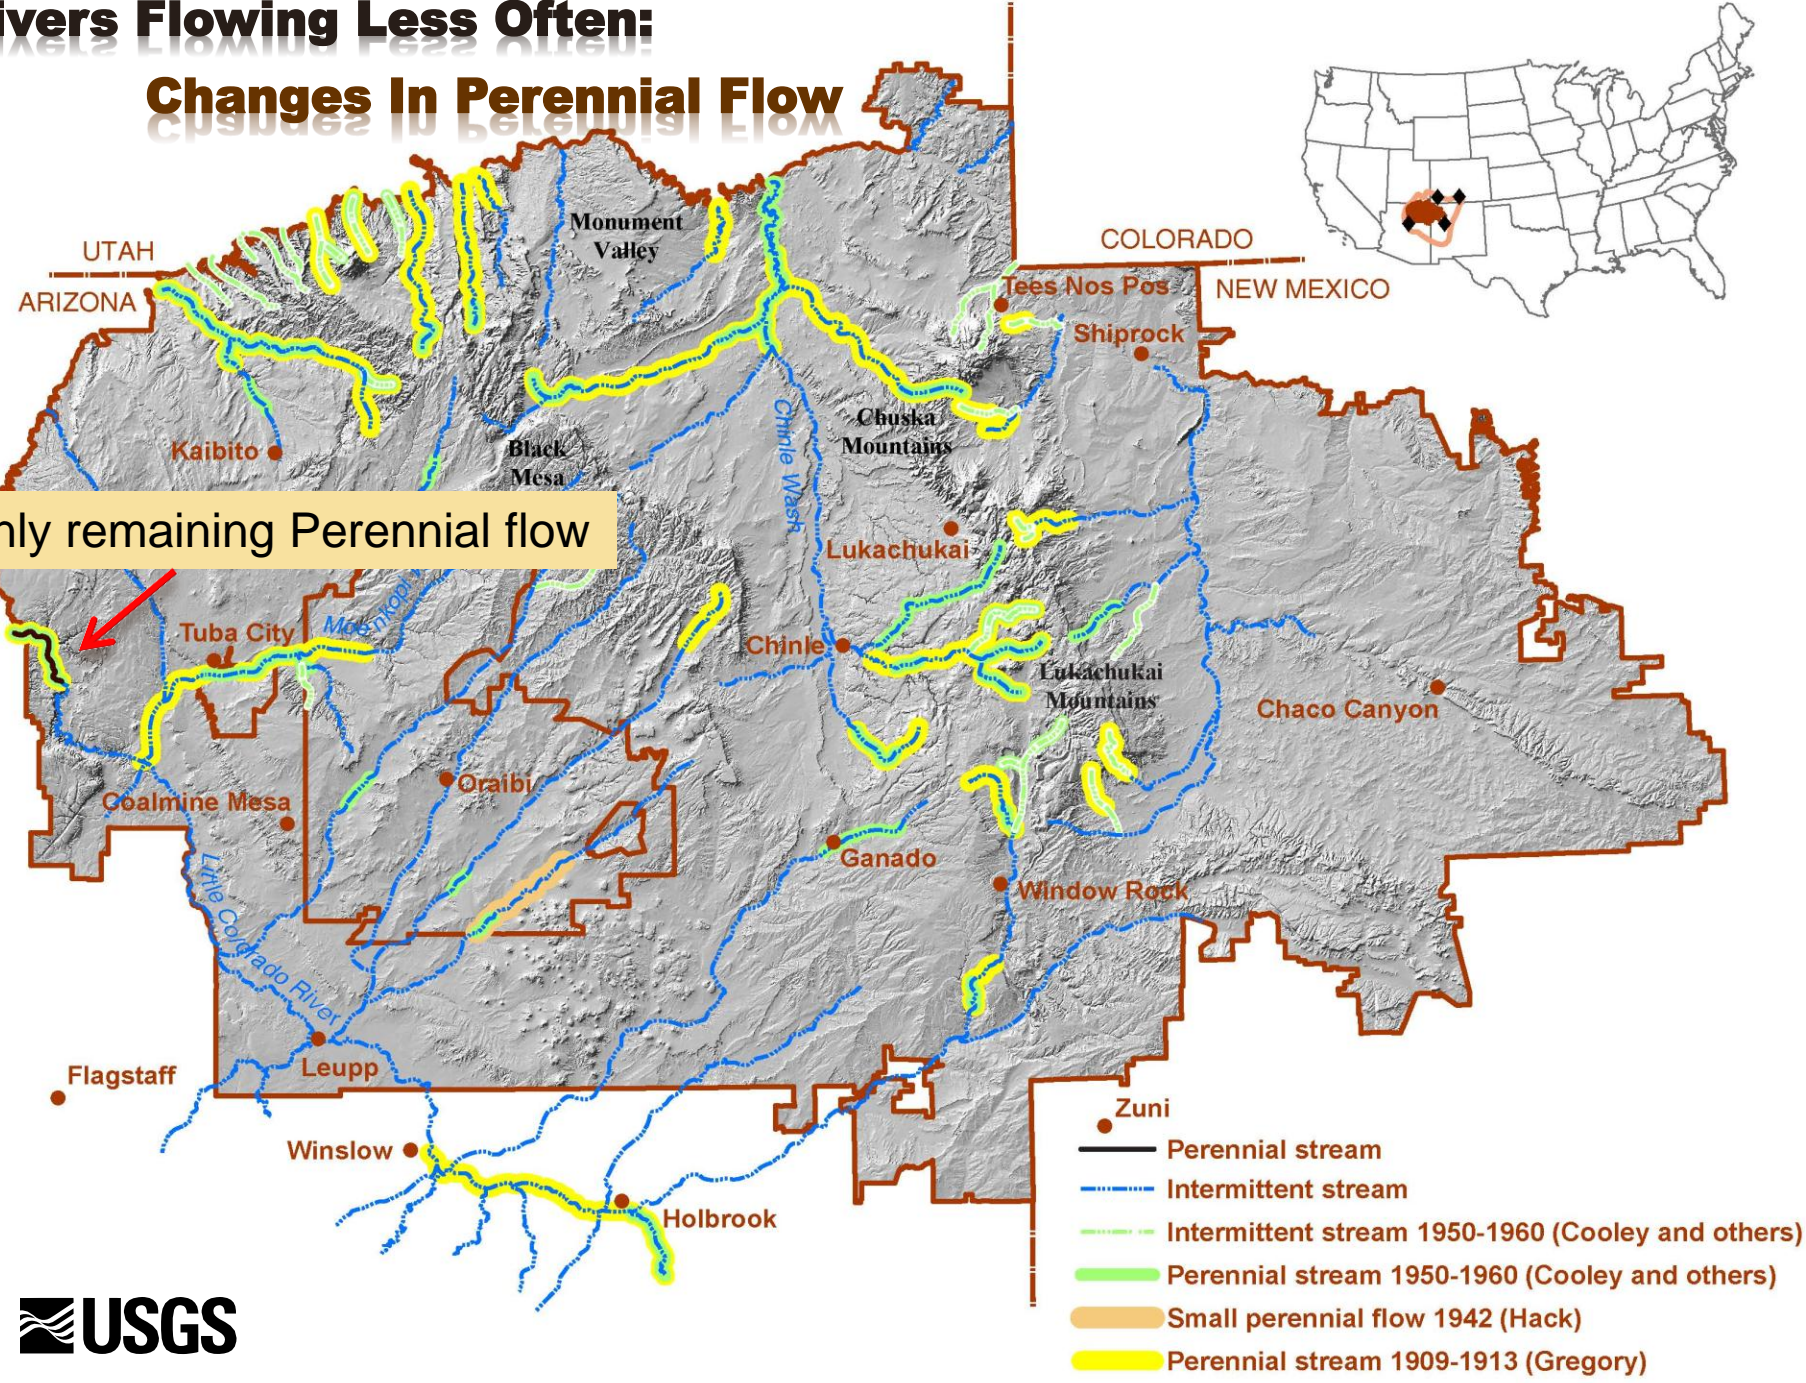 ivers Flowing Less Often:
Changes In Perennial Flow
UTAH
ARIZONA
COLORADO
NEW MEXICO
Monument
Valley
Tees Nos Pos
Shiprock
Chuska
Mountains
Kaibito
Black
Mesa
Chinle Wash
nly remaining Perennial flow
Lukachukai
Tuba City
Chinle
Lukachukai
Mountains
Chaco Canyon
Oraibi
Coalmine Mesa
Ganado
Window Rock
Little Colorado River
Leupp
Flagstaff
Winslow
Holbrook
Zuni
Perennial stream
Intermittent stream
Intermittent stream 1950-1960 (Cooley and others)
Perennial stream 1950-1960 (Cooley and others)
Small perennial flow 1942 (Hack)
Perennial stream 1909-1913 (Gregory)
USGS